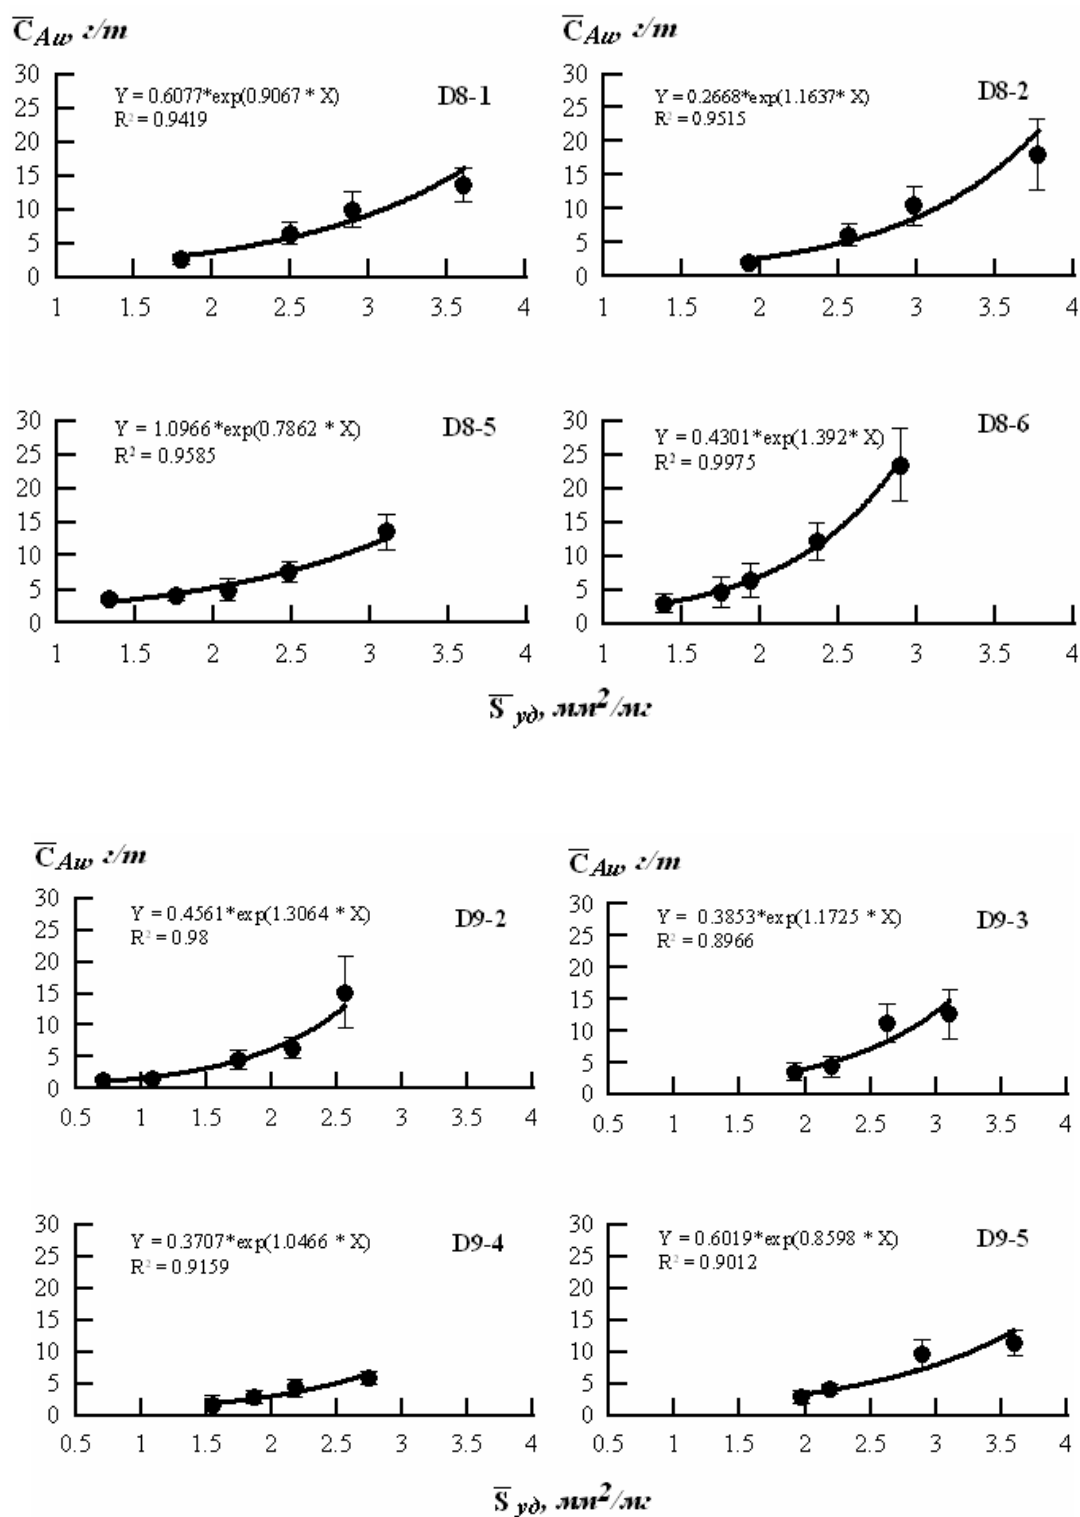 C̅Au, г/т
C̅Au, г/т
30
25
20
15
10
5
0
Y = 0.6077*exp(0.9067 * X)
R² = 0.9419
D8-1
1 1.5 2 2.5 3 3.5 4
30
25
20
15
10
5
0
Y = 0.2668*exp(1.1637* X)
R² = 0.9515
D8-2
1 1.5 2 2.5 3 3.5 4
30
25
20
15
10
5
0
Y = 1.0966*exp(0.7862 * X)
R² = 0.9585
D8-5
1 1.5 2 2.5 3 3.5 4
30
25
20
15
10
5
0
Y = 0.4301*exp(1.392* X)
R² = 0.9975
D8-6
1 1.5 2 2.5 3 3.5 4
S̅уд, мм²/мг
C̅Au, г/т
C̅Au, г/т
30
25
20
15
10
5
0
Y = 0.4561*exp(1.3064 * X)
R² = 0.98
D9-2
0.5 1 1.5 2 2.5 3 3.5 4
30
25
20
15
10
5
0
Y = 0.3853*exp(1.1725 * X)
R² = 0.8966
D9-3
0.5 1 1.5 2 2.5 3 3.5 4
30
25
20
15
10
5
0
Y = 0.3707*exp(1.0466 * X)
R² = 0.9159
D9-4
0.5 1 1.5 2 2.5 3 3.5 4
30
25
20
15
10
5
0
Y = 0.6019*exp(0.8598 * X)
R² = 0.9012
D9-5
0.5 1 1.5 2 2.5 3 3.5 4
S̅уд, мм²/мг